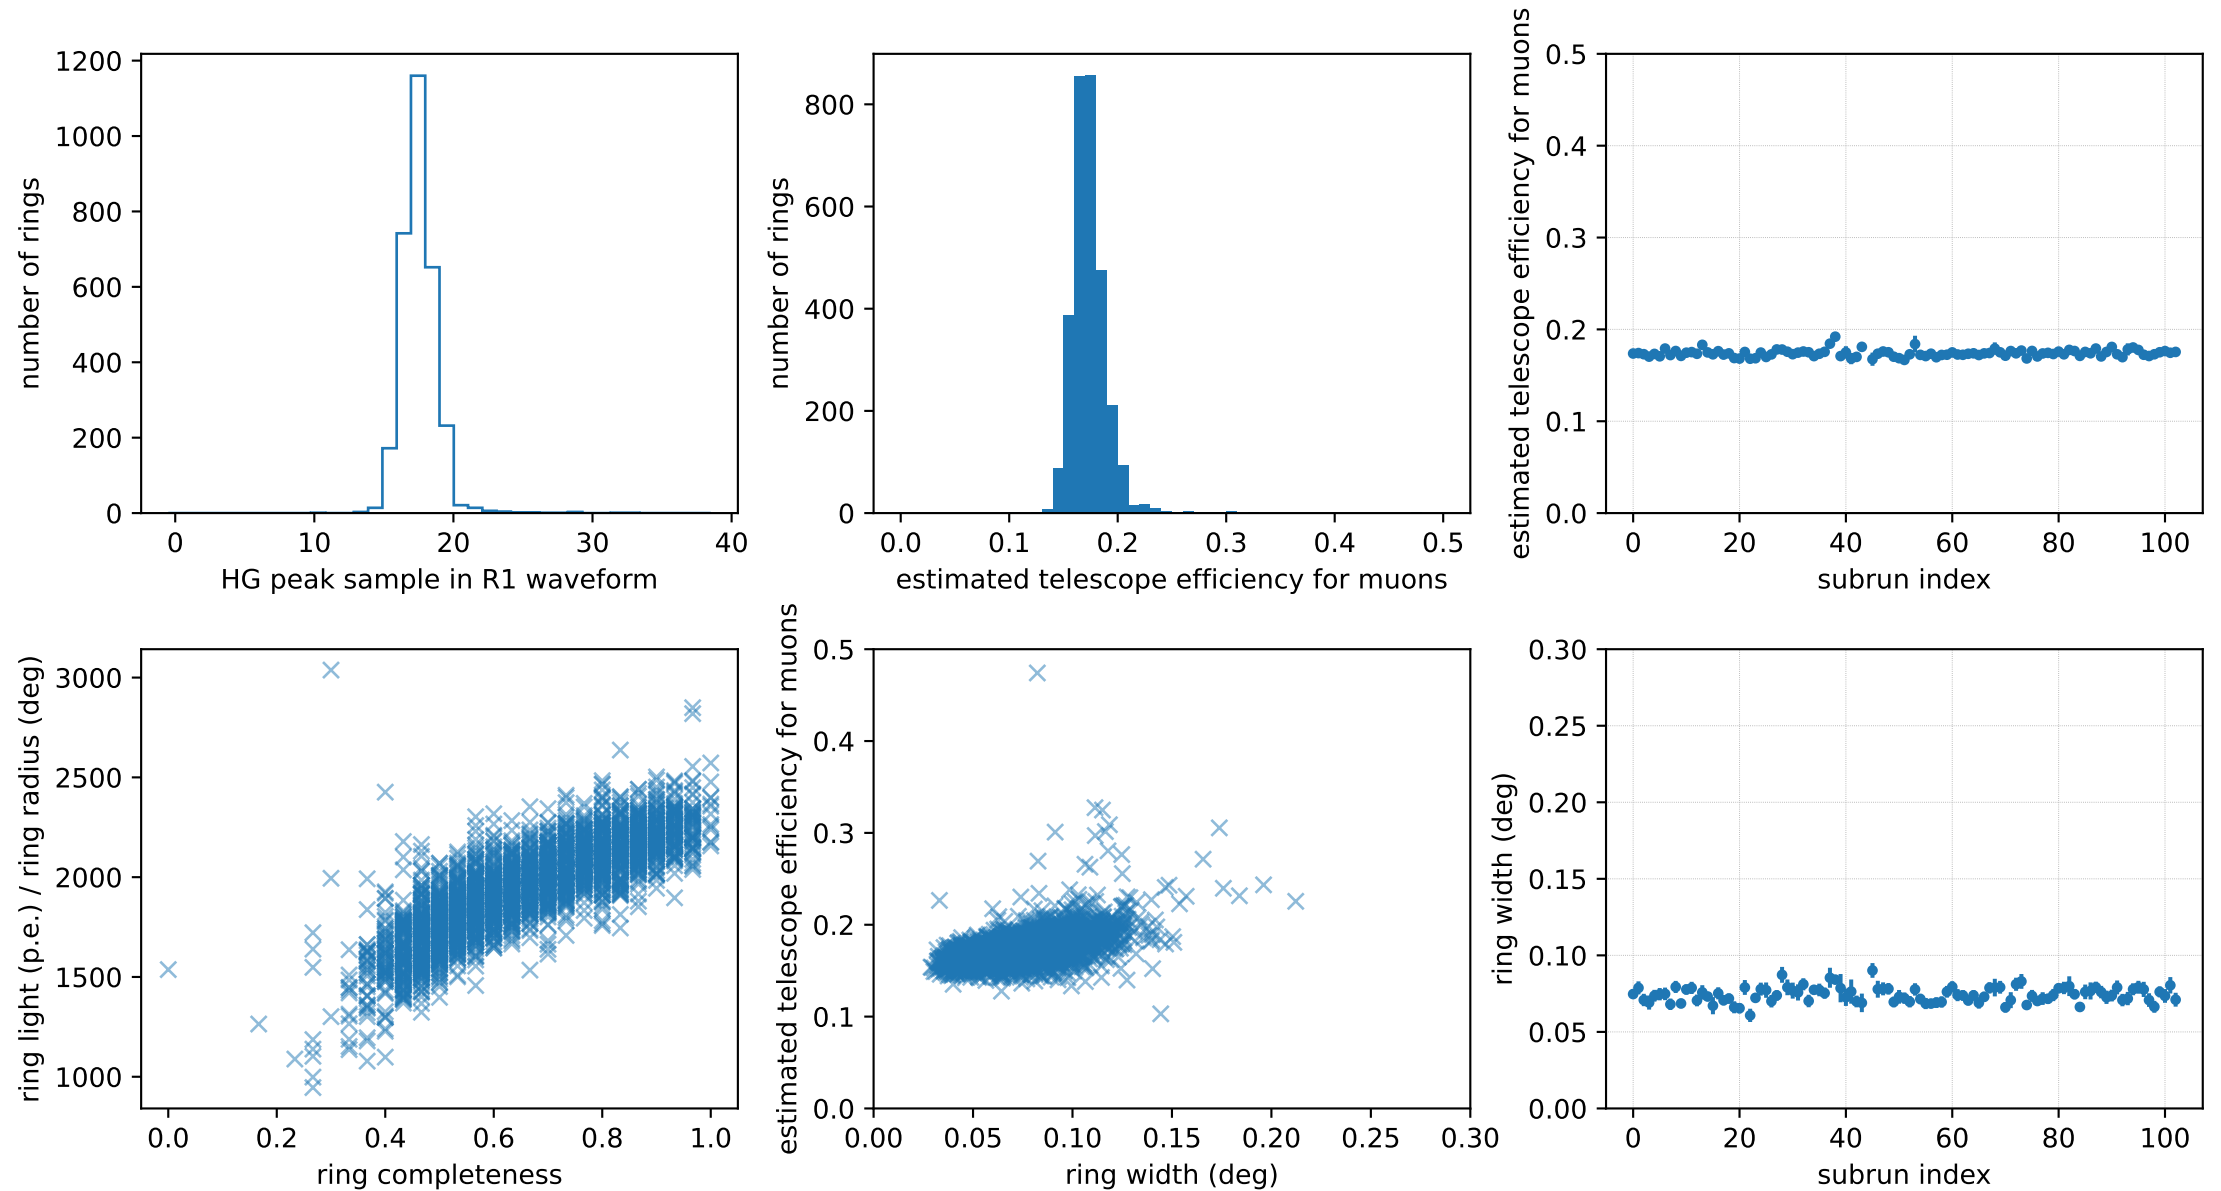 number of rings
1200
1000
800
600
400
200
0
0 10 20 30 40
HG peak sample in R1 waveform
number of rings
800
600
400
200
0
0.0 0.1 0.2 0.3 0.4 0.5
estimated telescope efficiency for muons
estimated telescope efficiency for muons
0.5
0.4
0.3
0.2
0.1
0.0
0 20 40 60 80 100
subrun index
ring light (p.e.) / ring radius (deg)
3000
2500
2000
1500
1000
0.0 0.2 0.4 0.6 0.8 1.0
ring completeness
estimated telescope efficiency for muons
0.5
0.4
0.3
0.2
0.1
0.0
0.00 0.05 0.10 0.15 0.20 0.25 0.30
ring width (deg)
ring width (deg)
0.30
0.25
0.20
0.15
0.10
0.05
0.00
0 20 40 60 80 100
subrun index